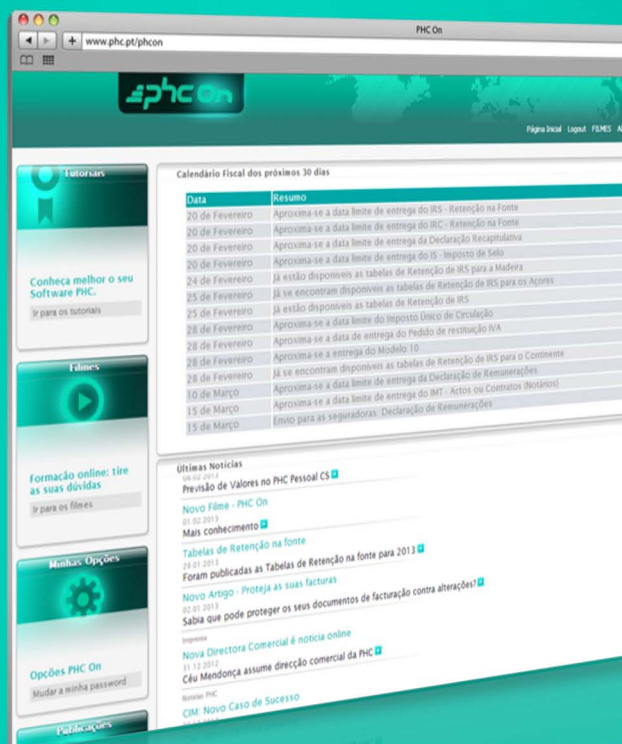 PHC On
www.phc.pt/phcon
phc on
Página Inicial Logout FILMES
Tutoriais
Conheça melhor o seu
Software PHC.
Ir para os tutoriais
Filmes
Formação online: tire
as suas dúvidas
Ir para os filmes
Minhas Opções
Opções PHC On
Mudar a minha password
Publicações
Calendário Fiscal dos próximos 30 dias
Data Resumo
20 de Fevereiro Aproxima-se a data limite de entrega do IRS - Retenção na Fonte
20 de Fevereiro Aproxima-se a data limite de entrega do IRC - Retenção na Fonte
20 de Fevereiro Aproxima-se a data limite de entrega da Declaração Recapitulativa
20 de Fevereiro Aproxima-se a data limite de entrega do IS - Imposto de Selo
24 de Fevereiro Já estão disponíveis as tabelas de Retenção de IRS para a Madeira
25 de Fevereiro Já se encontram disponíveis as tabelas de Retenção de IRS para os Açores
25 de Fevereiro Já estão disponíveis as tabelas de Retenção de IRS
28 de Fevereiro Aproxima-se a data limite do Imposto Único de Circulação
28 de Fevereiro Aproxima-se a data de entrega do Pedido de restituição IVA
28 de Fevereiro Aproxima-se a entrega do Modelo 10
28 de Fevereiro Já se encontram disponíveis as tabelas de Retenção de IRS para o Continente
10 de Março Aproxima-se a data limite de entrega da Declaração de Remunerações
15 de Março Aproxima-se a data limite de entrega do IMT - Actos ou Contratos (Notários)
15 de Março Envio para as seguradoras: Declaração de Remunerações
Últimas Notícias
Previsão de Valores no PHC Pessoal CS
Novo Filme - PHC On
01.02.2013
Mais conhecimento
Tabelas de Retenção na fonte
29.01.2013
Foram publicadas as Tabelas de Retenção na fonte para 2013
Novo Artigo - Proteja as suas facturas
02.01.2013
Sabia que pode proteger os seus documentos de facturação contra alterações?
Imprensa
Nova Directora Comercial é notícia online
31.12.2012
Céu Mendonça assume direcção comercial da PHC
Notícias PHC
CIM: Novo Caso de Sucesso